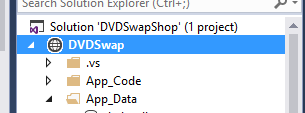 Search Solution Explorer (Ctrl+;)
Solution 'DVDSwapShop' (1 project)
DVDSwap
.vs
App_Code
App_Data